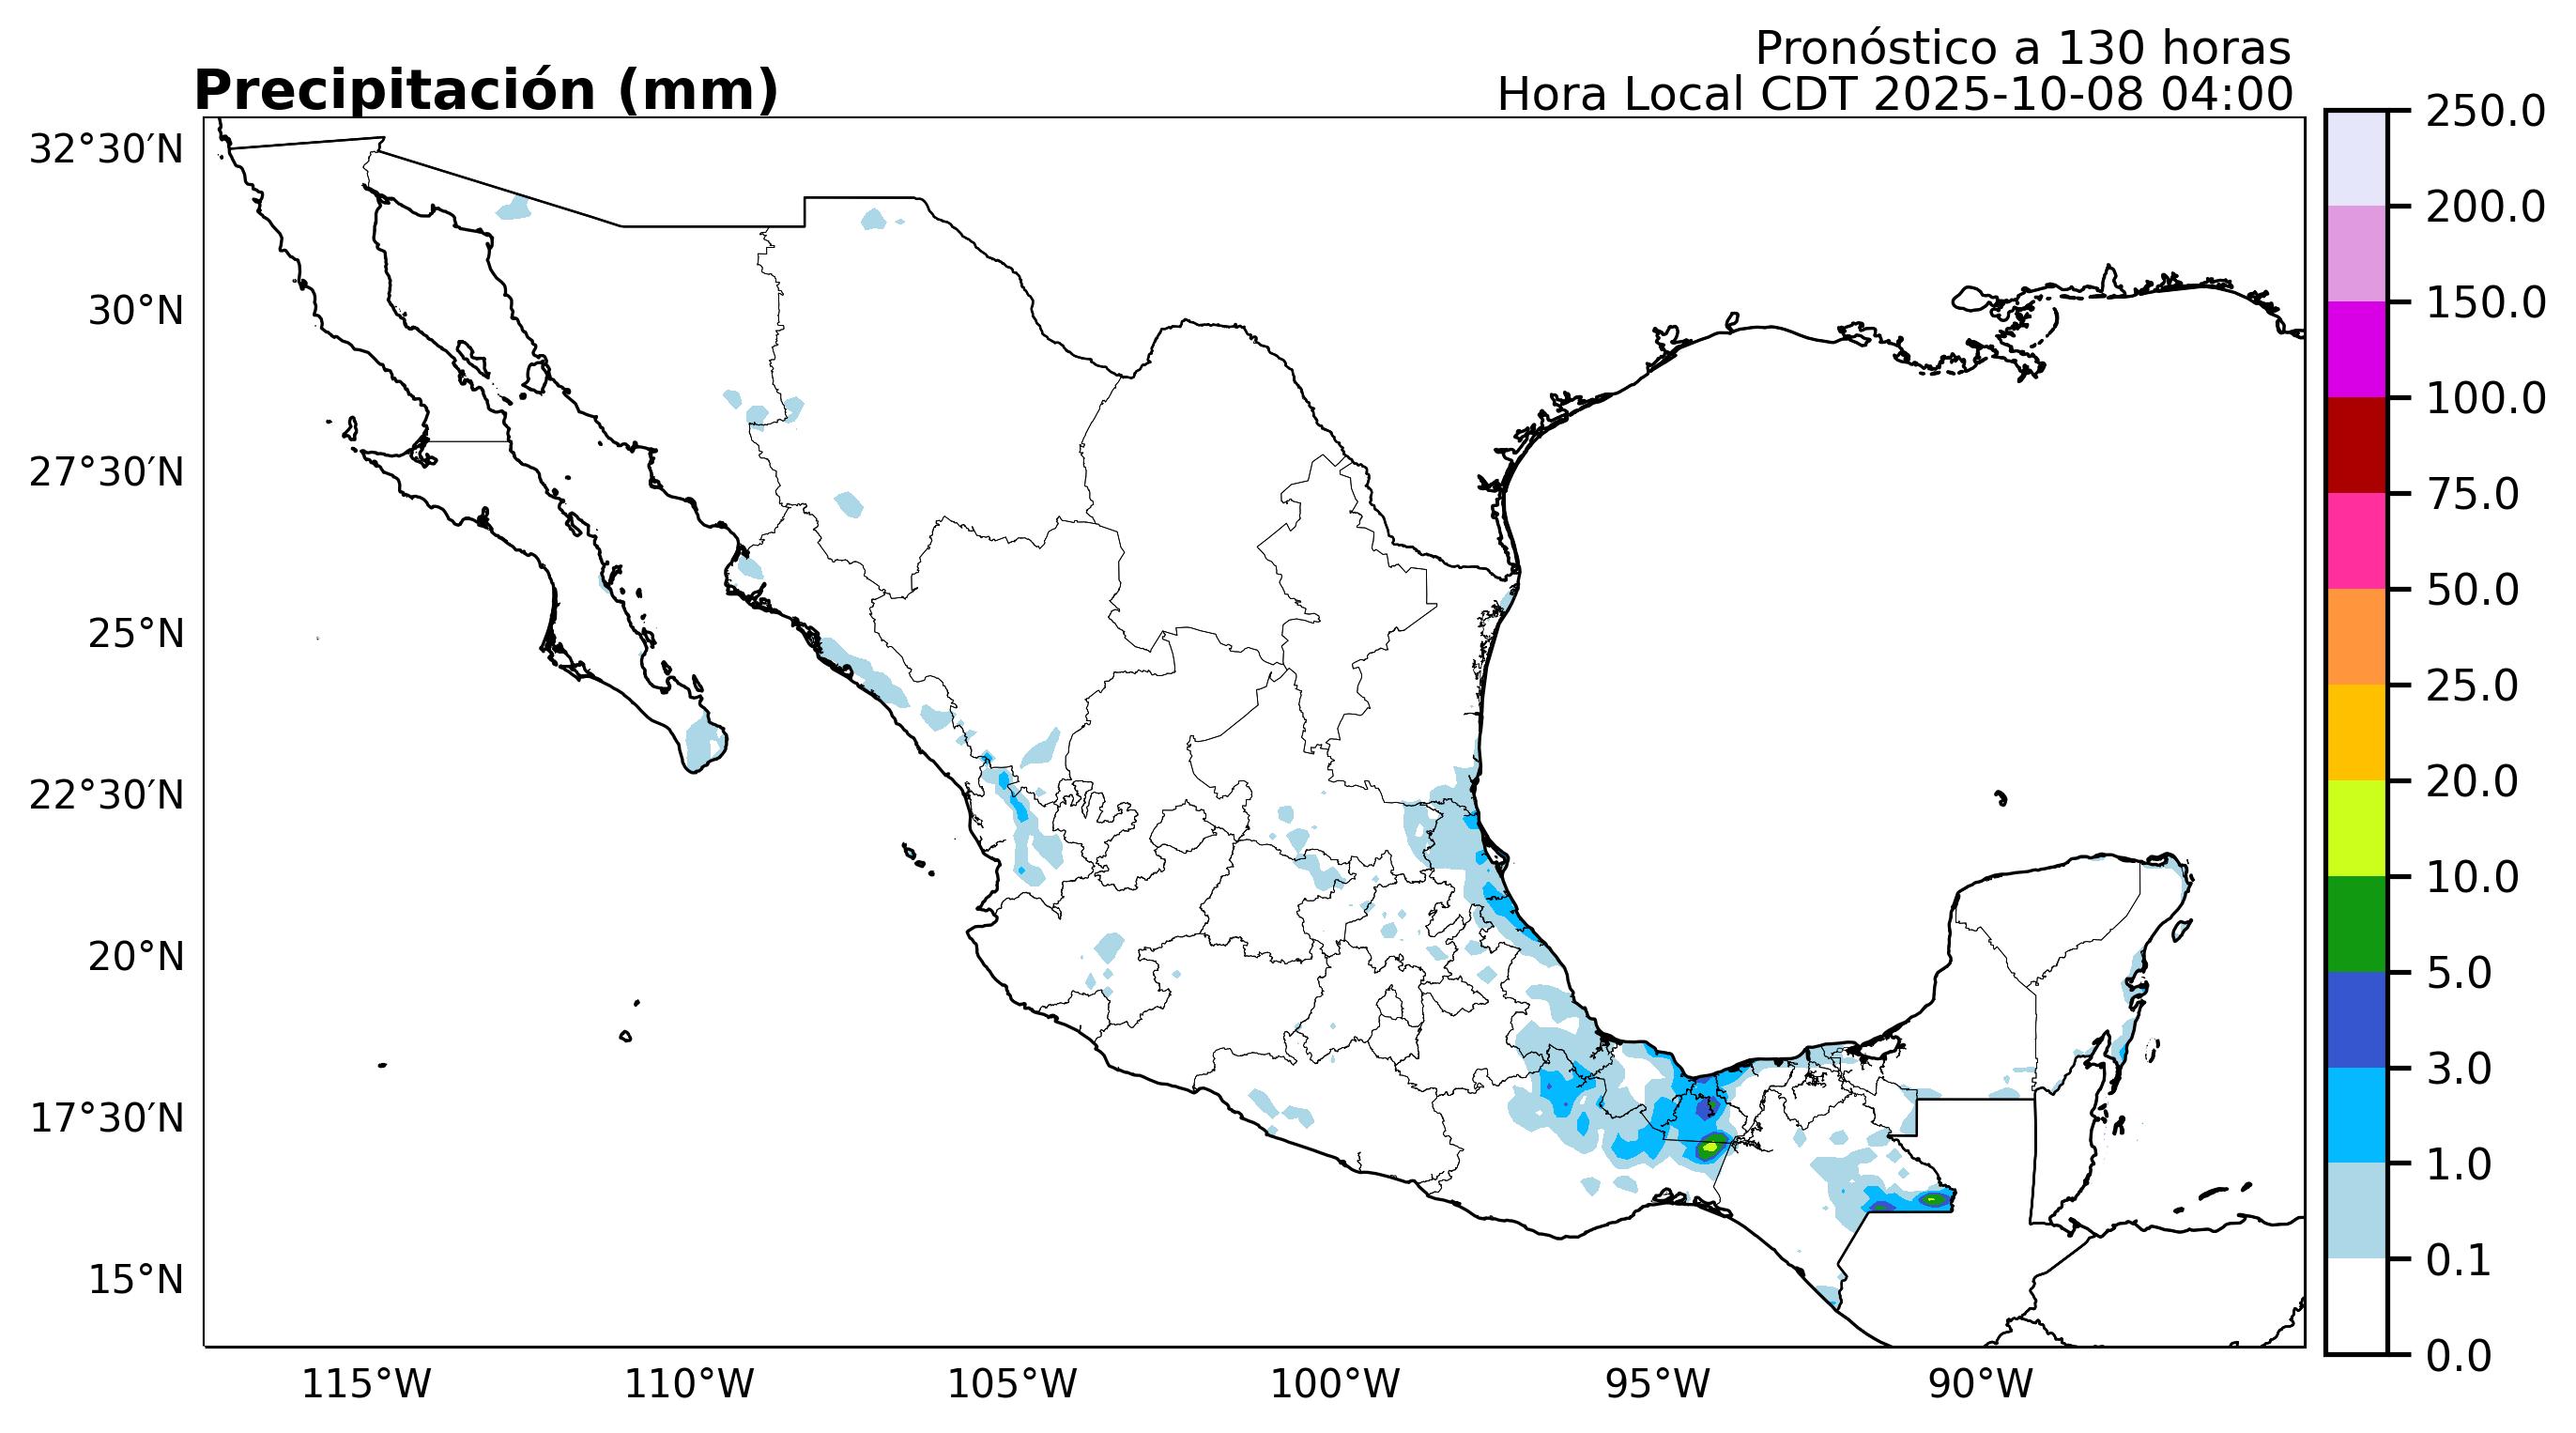 Pronóstico a 130 horas
Precipitación (mm)
Hora Local CDT 2025-10-08 04:00
32°30′N
30°N
27°30′N
25°N
22°30′N
20°N
17°30′N
15°N
115°W
110°W
105°W
100°W
95°W
90°W
250.0
200.0
150.0
100.0
75.0
50.0
25.0
20.0
10.0
5.0
3.0
1.0
0.1
0.0